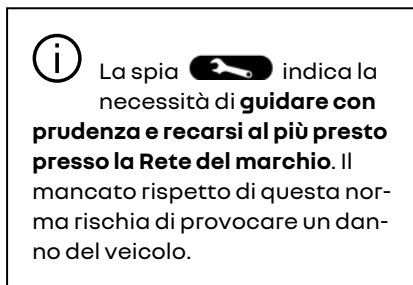 La spia indica la
necessità di guidare con
prudenza e recarsi al più presto
presso la Rete del marchio. Il
mancato rispetto di questa nor-
ma rischia di provocare un dan-
no del veicolo.